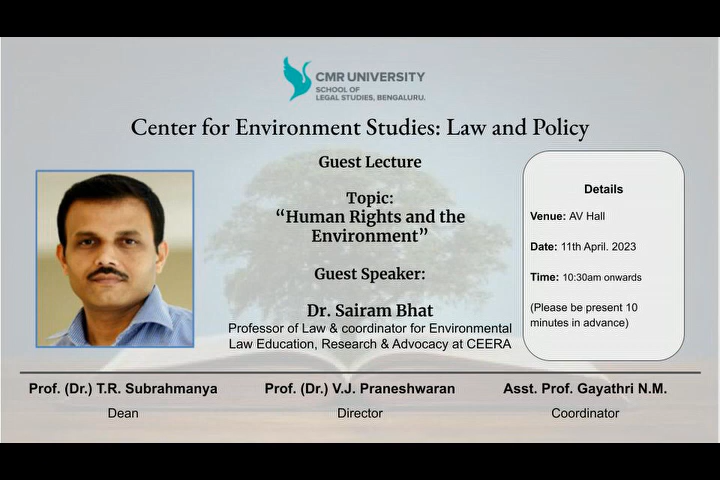 CMR UNIVERSITY
SCHOOL OF
LEGAL STUDIES, BENGALURU.
Center for Environment Studies: Law and Policy
Guest Lecture
Topic:
“Human Rights and the
Environment”
Guest Speaker:
Dr. Sairam Bhat
Professor of Law & coordinator for Environmental
Law Education, Research & Advocacy at CEERA
Details
Venue: AV Hall
Date: 11th April. 2023
Time: 10:30am onwards
(Please be present 10
minutes in advance)
Prof. (Dr.) T.R. Subrahmanya
Dean
Prof. (Dr.) V.J. Praneshwaran
Director
Asst. Prof. Gayathri N.M.
Coordinator